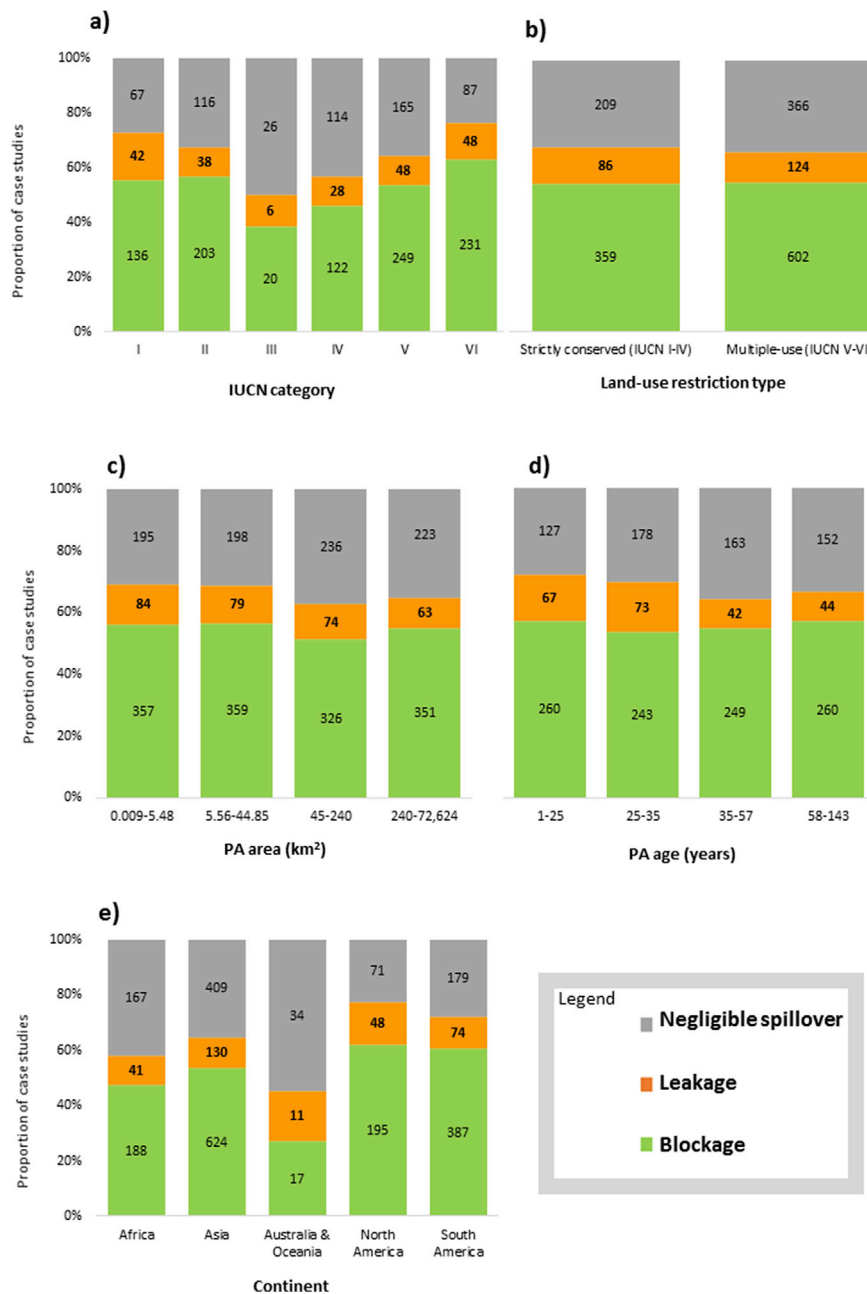 a)
b)
100%
80%
60%
40%
20%
0%
Proportion of case studies
67
116
26
114
165
87
42
38
6
28
48
48
136
203
20
122
249
231
I
II
III
IV
V
VI
IUCN category
209
366
86
124
359
602
Strictly conserved (IUCN I-IV)
Multiple-use (IUCN V-VI
Land-use restriction type
c)
d)
100%
80%
60%
40%
20%
0%
Proportion of case studies
195
198
236
223
84
79
74
63
357
359
326
351
0.009-5.48
5.56-44.85
45-240
240-72,624
PA area (km²)
127
178
163
152
67
73
42
44
260
243
249
260
1-25
25-35
35-57
58-143
PA age (years)
e)
100%
80%
60%
40%
20%
0%
Proportion of case studies
167
409
34
71
179
41
130
11
48
74
188
624
17
195
387
Africa
Asia
Australia &
Oceania
North
America
South
America
Continent
Legend
Negligible spillover
Leakage
Blockage